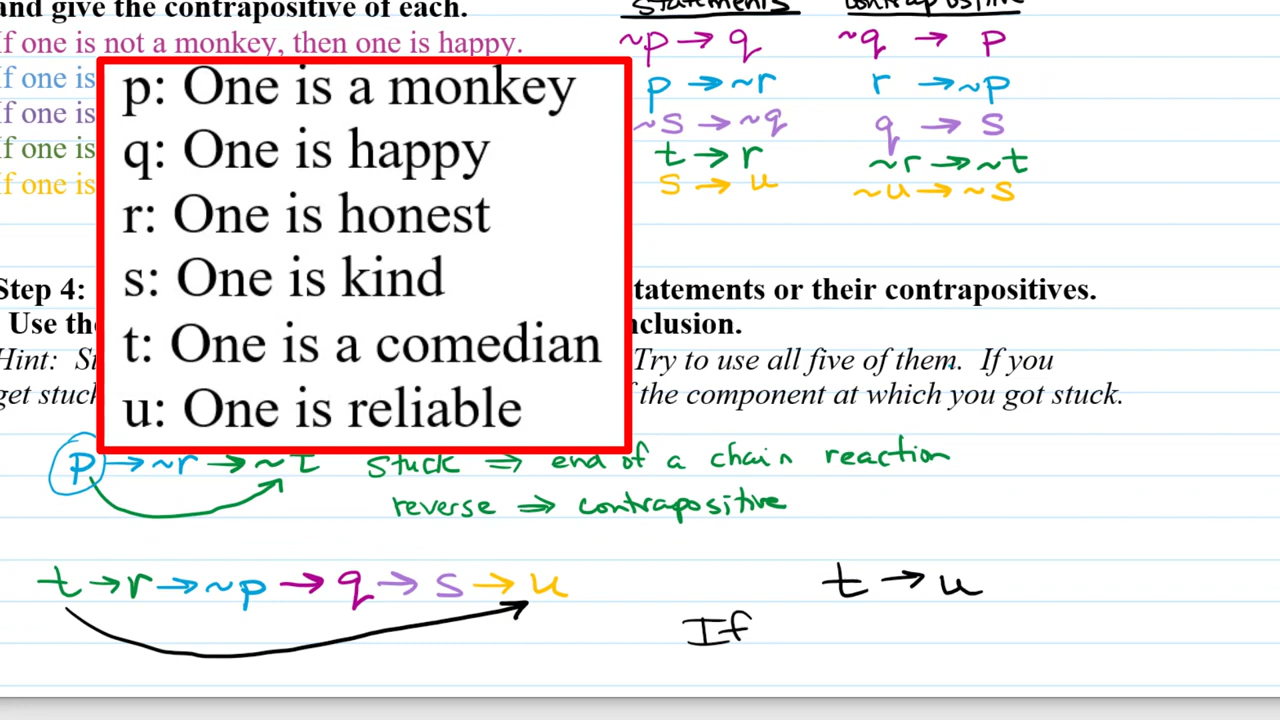 and give the contrapositive of each.
statements contrapositive
If one is not a monkey, then one is happy. ~p → q ~q → p
If one is p → ~r r → ~p
If one is ~s → ~q q → s
If one is t → r ~r → ~t
If one is s → u ~u → ~s
p: One is a monkey
q: One is happy
r: One is honest
s: One is kind
t: One is a comedian
u: One is reliable
Step 4: tatements or their contrapositives.
Use the nclusion.
Hint: Try to use all five of them. If you
get stuck the component at which you got stuck.
p → ~r → ~t stuck ⇒ end of a chain reaction
reverse ⇒ contrapositive
t → r → ~p → q → s → u t → u
If